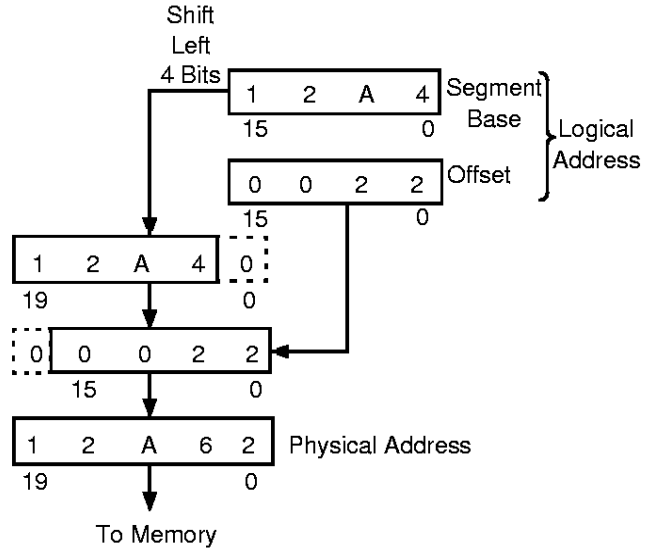 Shift
Left
4 Bits
1 2 A 4
Segment
Base
15 0
Logical
Address
0 0 2 2
Offset
15 0
1 2 A 4 0
19 0
0 0 0 2 2
15 0
1 2 A 6 2
Physical Address
19 0
To Memory